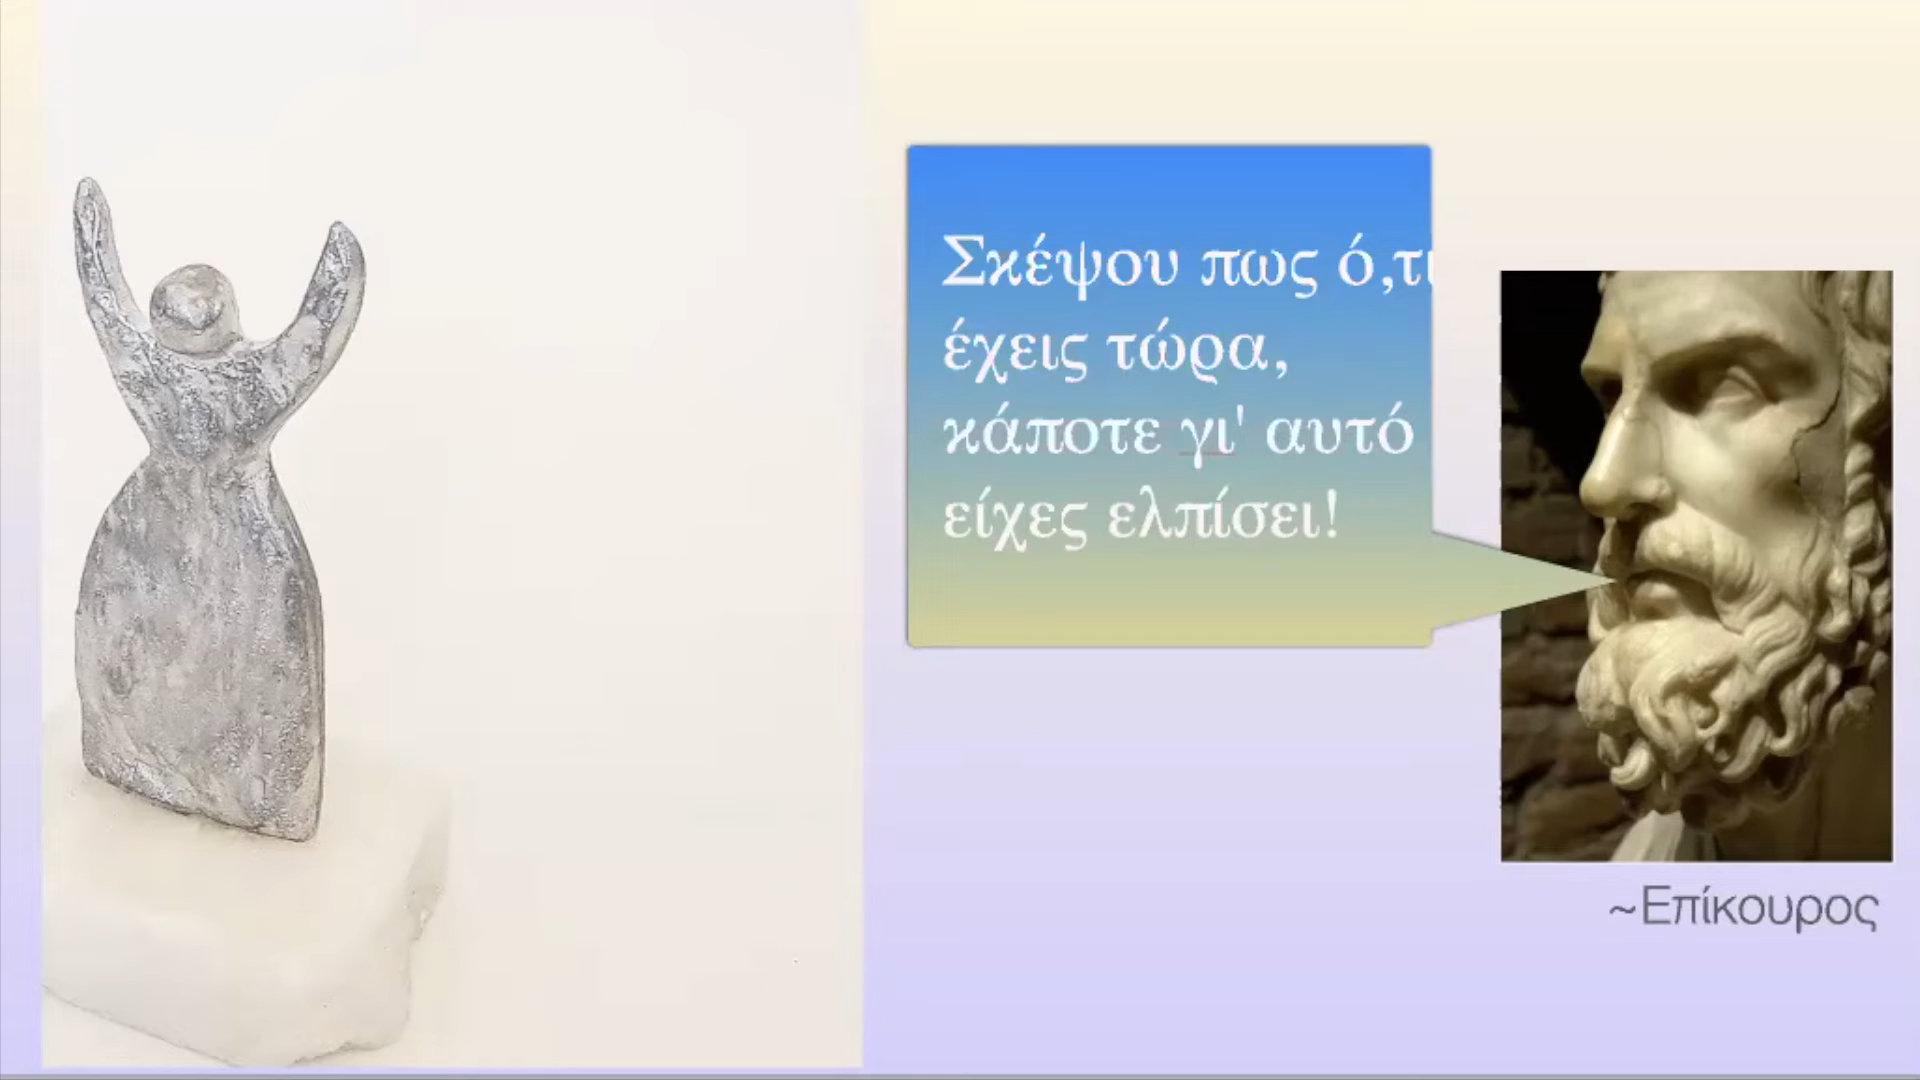 Σκέψου πως ό,τι
έχεις τώρα,
κάποτε γι' αυτό
είχες ελπίσει!
~Επίκουρος